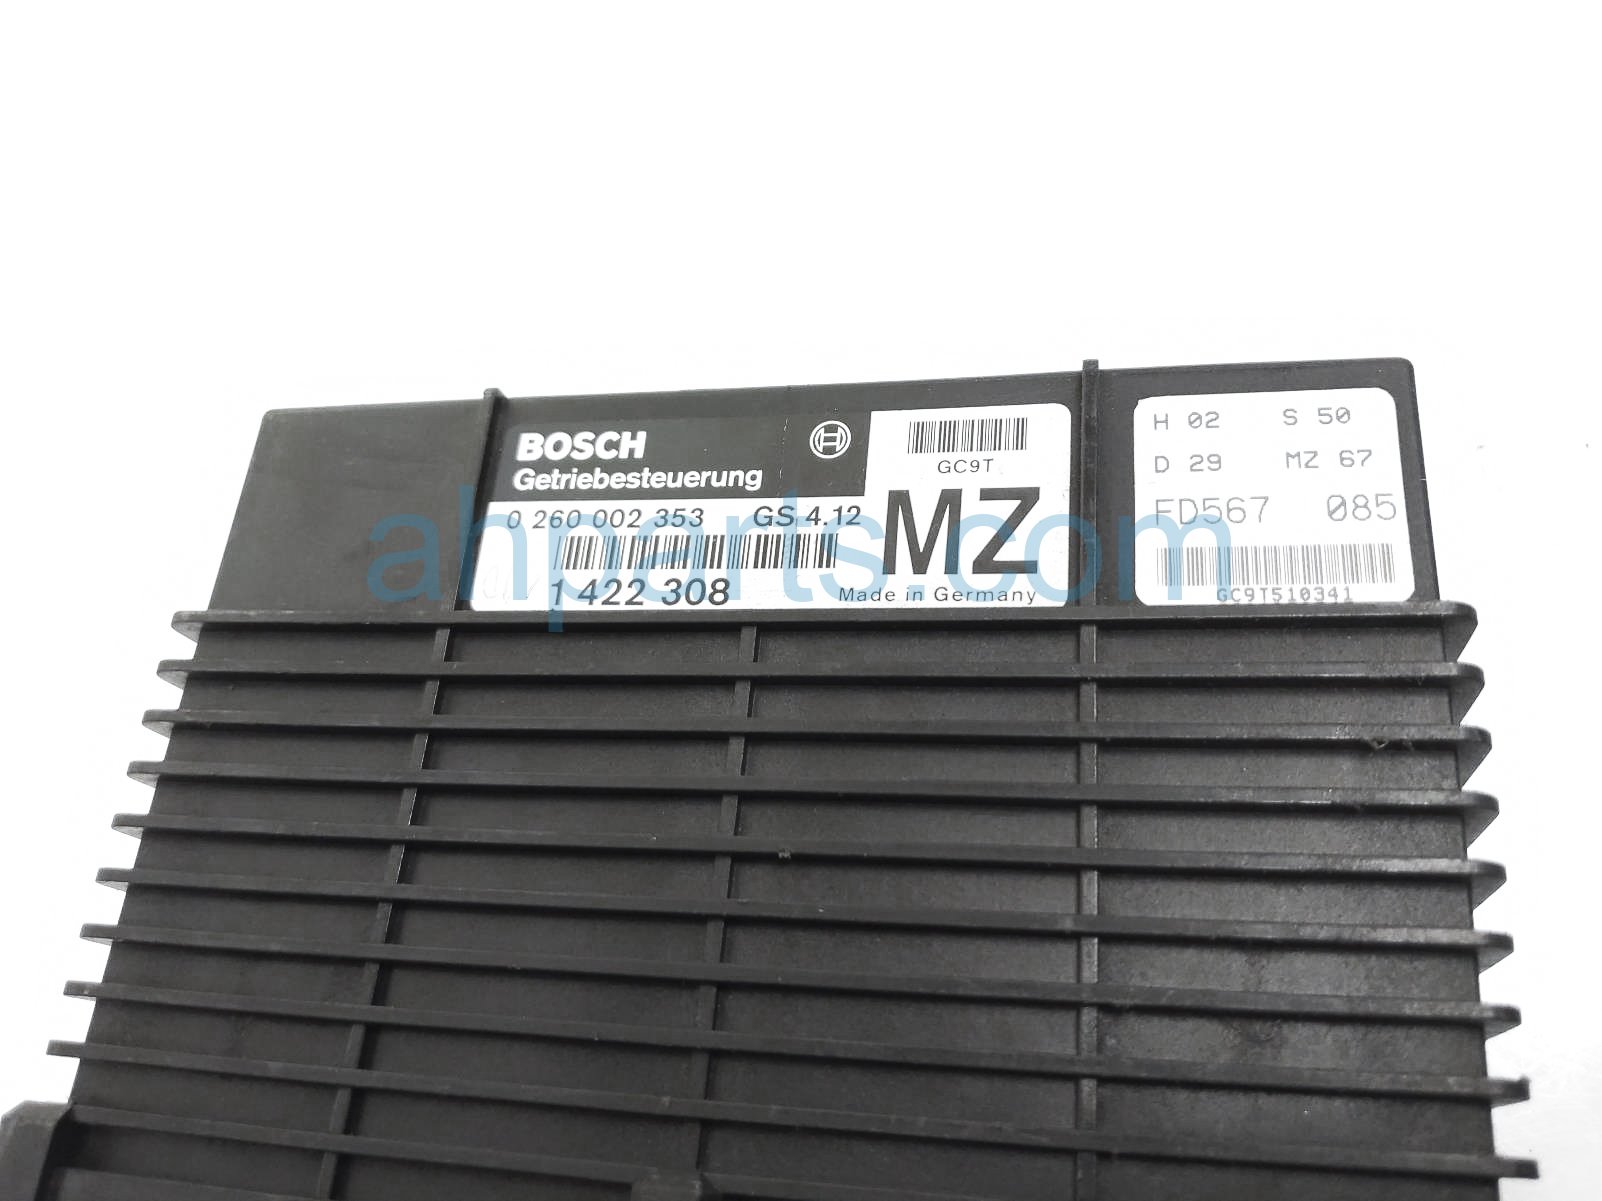 BOSCH
Getriebesteuerung
0 260 002 353 GS 4.12
1 422 308
GC9T
MZ
Made in Germany
H 02 S 50
D 29 MZ 67
FD567 085
GC9T510341
ahparts.com